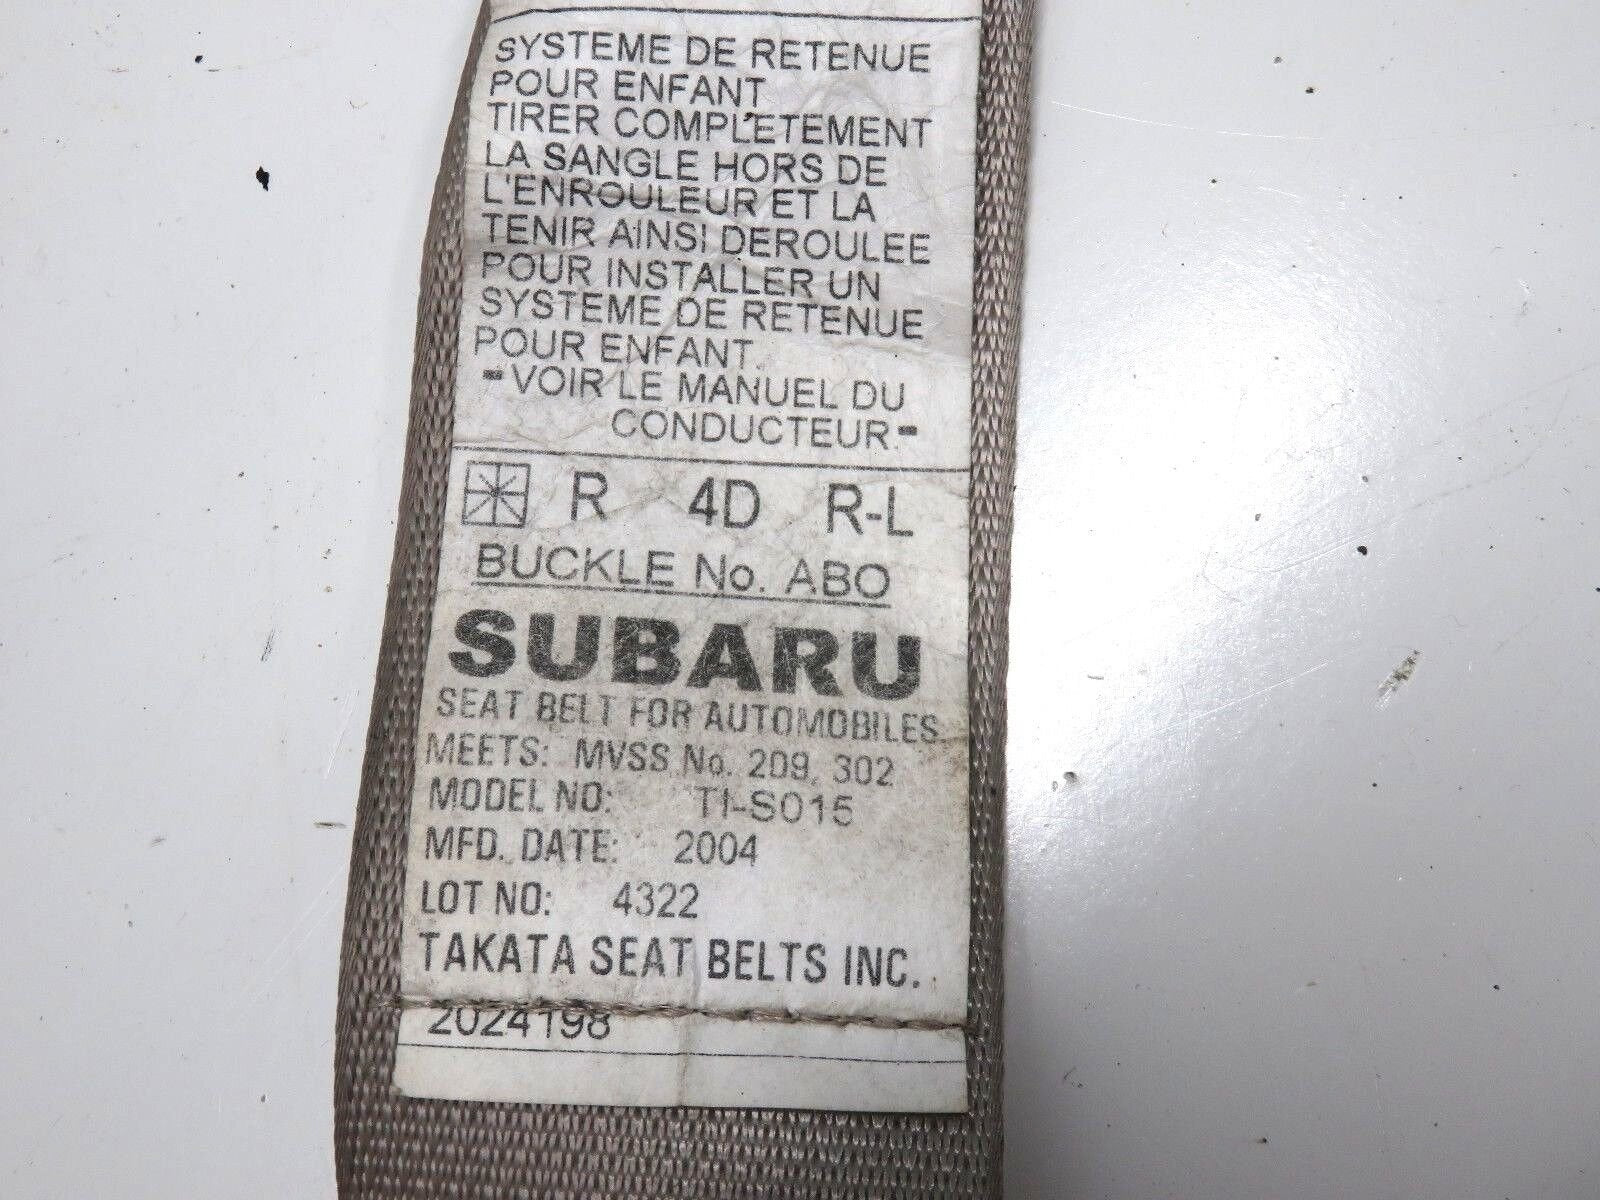 SYSTEME DE RETENUE
POUR ENFANT
TIRER COMPLETEMENT
LA SANGLE HORS DE
L'ENROULEUR ET LA
TENIR AINSI DEROULEE
POUR INSTALLER UN
SYSTEME DE RETENUE
POUR ENFANT.
-VOIR LE MANUEL DU
CONDUCTEUR-
R 4D R-L
BUCKLE No. ABO
SUBARU
SEAT BELT FOR AUTOMOBILES
MEETS: MVSS No. 209, 302
MODEL NO: TI-S015
MFD. DATE: 2004
LOT NO: 4322
TAKATA SEAT BELTS INC.
2024198